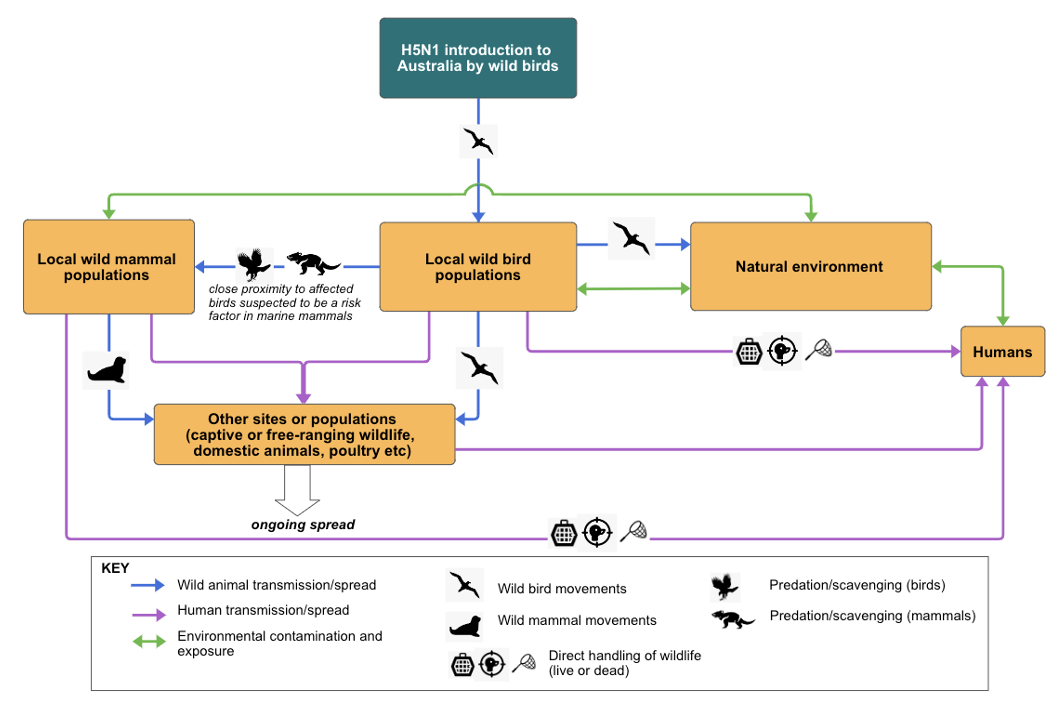 H5N1 introduction to
Australia by wild birds
Local wild mammal
populations
Local wild bird
populations
Natural environment
close proximity to affected
birds suspected to be a risk
factor in marine mammals
Humans
Other sites or populations
(captive or free-ranging wildlife,
domestic animals, poultry etc)
ongoing spread
KEY
Wild animal transmission/spread
Human transmission/spread
Environmental contamination and
exposure
Wild bird movements
Wild mammal movements
Direct handling of wildlife
(live or dead)
Predation/scavenging (birds)
Predation/scavenging (mammals)